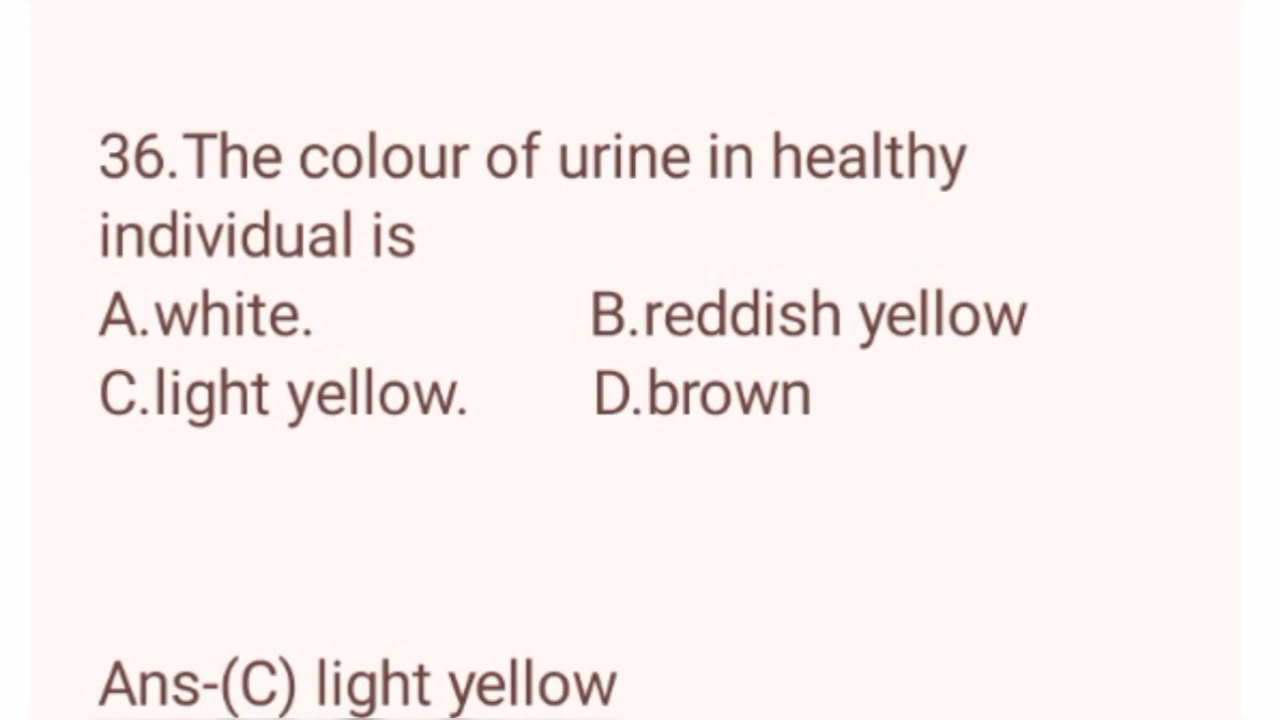 36.The colour of urine in healthy
individual is
A.white. B.reddish yellow
C.light yellow. D.brown
Ans-(C) light yellow